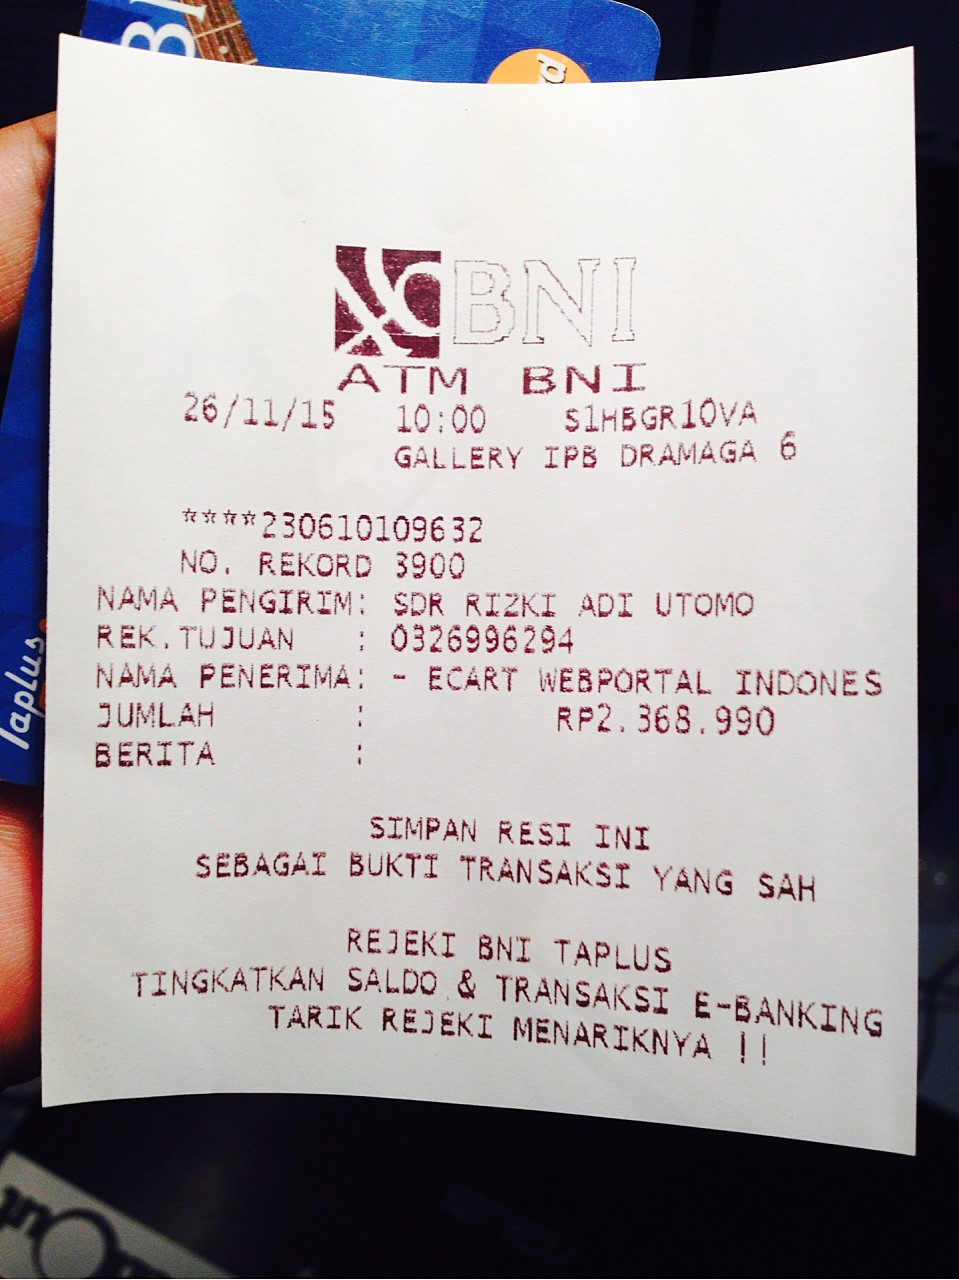 BNI
ATM BNI
26/11/15 10:00 S1HBGR10VA
GALLERY IPB DRAMAGA 6
****230610109632
NO. REKORD 3900
NAMA PENGIRIM: SDR RIZKI ADI UTOMO
REK.TUJUAN : 0326996294
NAMA PENERIMA: - ECART WEBPORTAL INDONES
JUMLAH : RP2.368.990
BERITA :
SIMPAN RESI INI
SEBAGAI BUKTI TRANSAKSI YANG SAH
REJEKI BNI TAPLUS
TINGKATKAN SALDO & TRANSAKSI E-BANKING
TARIK REJEKI MENARIKNYA !!
Taplus